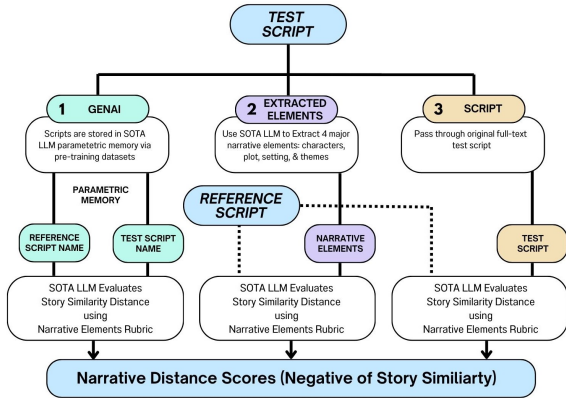 TEST
SCRIPT
1 GENAI
Scripts are stored in SOTA
LLM parametetric memory via
pre-training datasets
2 EXTRACTED
ELEMENTS
Use SOTA LLM to Extract 4 major
narrative elements: characters,
plot, setting, & themes
3 SCRIPT
Pass through original full-text
test script
PARAMETRIC
MEMORY
REFERENCE
SCRIPT
REFERENCE
SCRIPT NAME
TEST SCRIPT
NAME
NARRATIVE
ELEMENTS
TEST
SCRIPT
SOTA LLM Evaluates
Story Similarity Distance
using
Narrative Elements Rubric
SOTA LLM Evaluates
Story Similarity Distance
using
Narrative Elements Rubric
SOTA LLM Evaluates
Story Similarity Distance
using
Narrative Elements Rubric
Narrative Distance Scores (Negative of Story Similiarty)